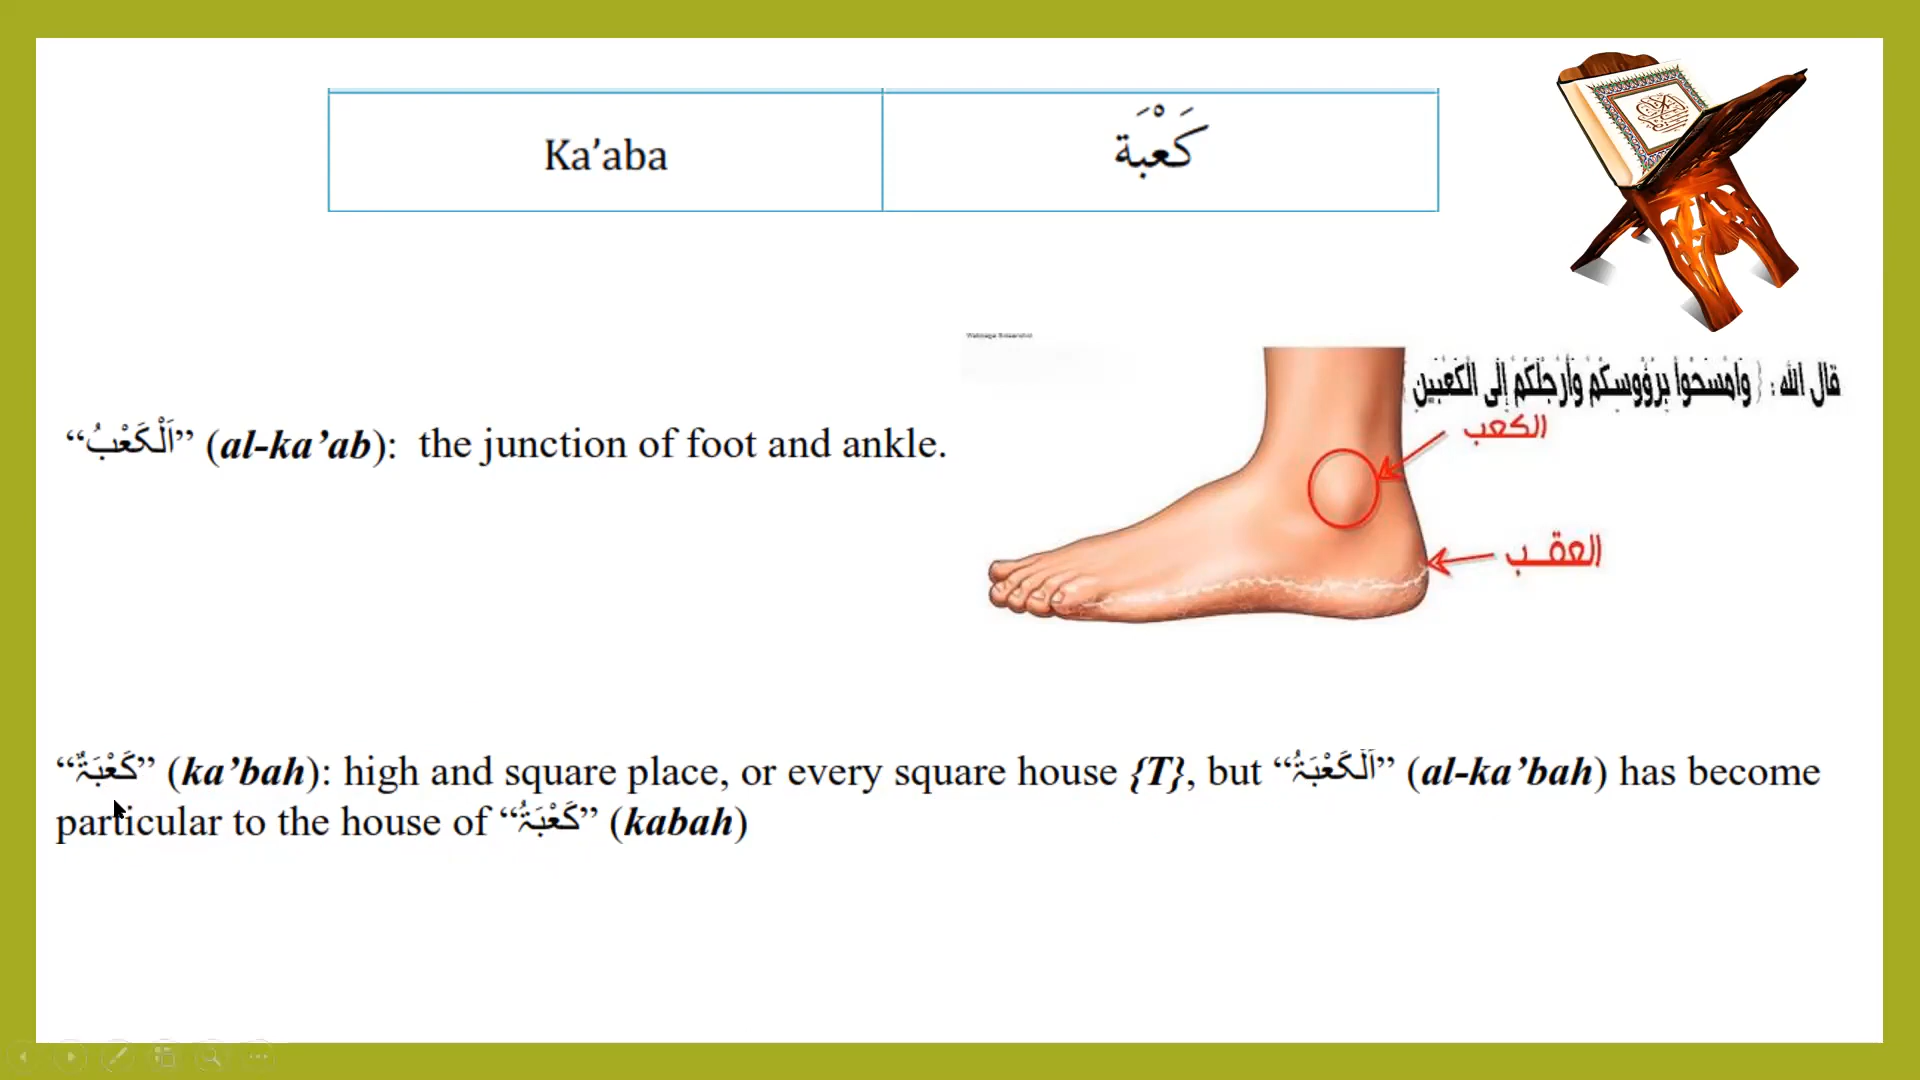 Ka’aba
كَعْبَة
قال الله : { وَامْسَحُوا بِرُؤُوسِكُمْ وَأَرْجُلَكُمْ إِلَى الْكَعْبَيْنِ }
الكعب
“اَلْكَعْبُ” (al-ka’ab): the junction of foot and ankle.
العقب
“كَعْبَةٌ” (ka’bah): high and square place, or every square house {T}, but “اَلْكَعْبَةُ” (al-ka’bah) has become
particular to the house of “كَعْبَةُ” (kabah)